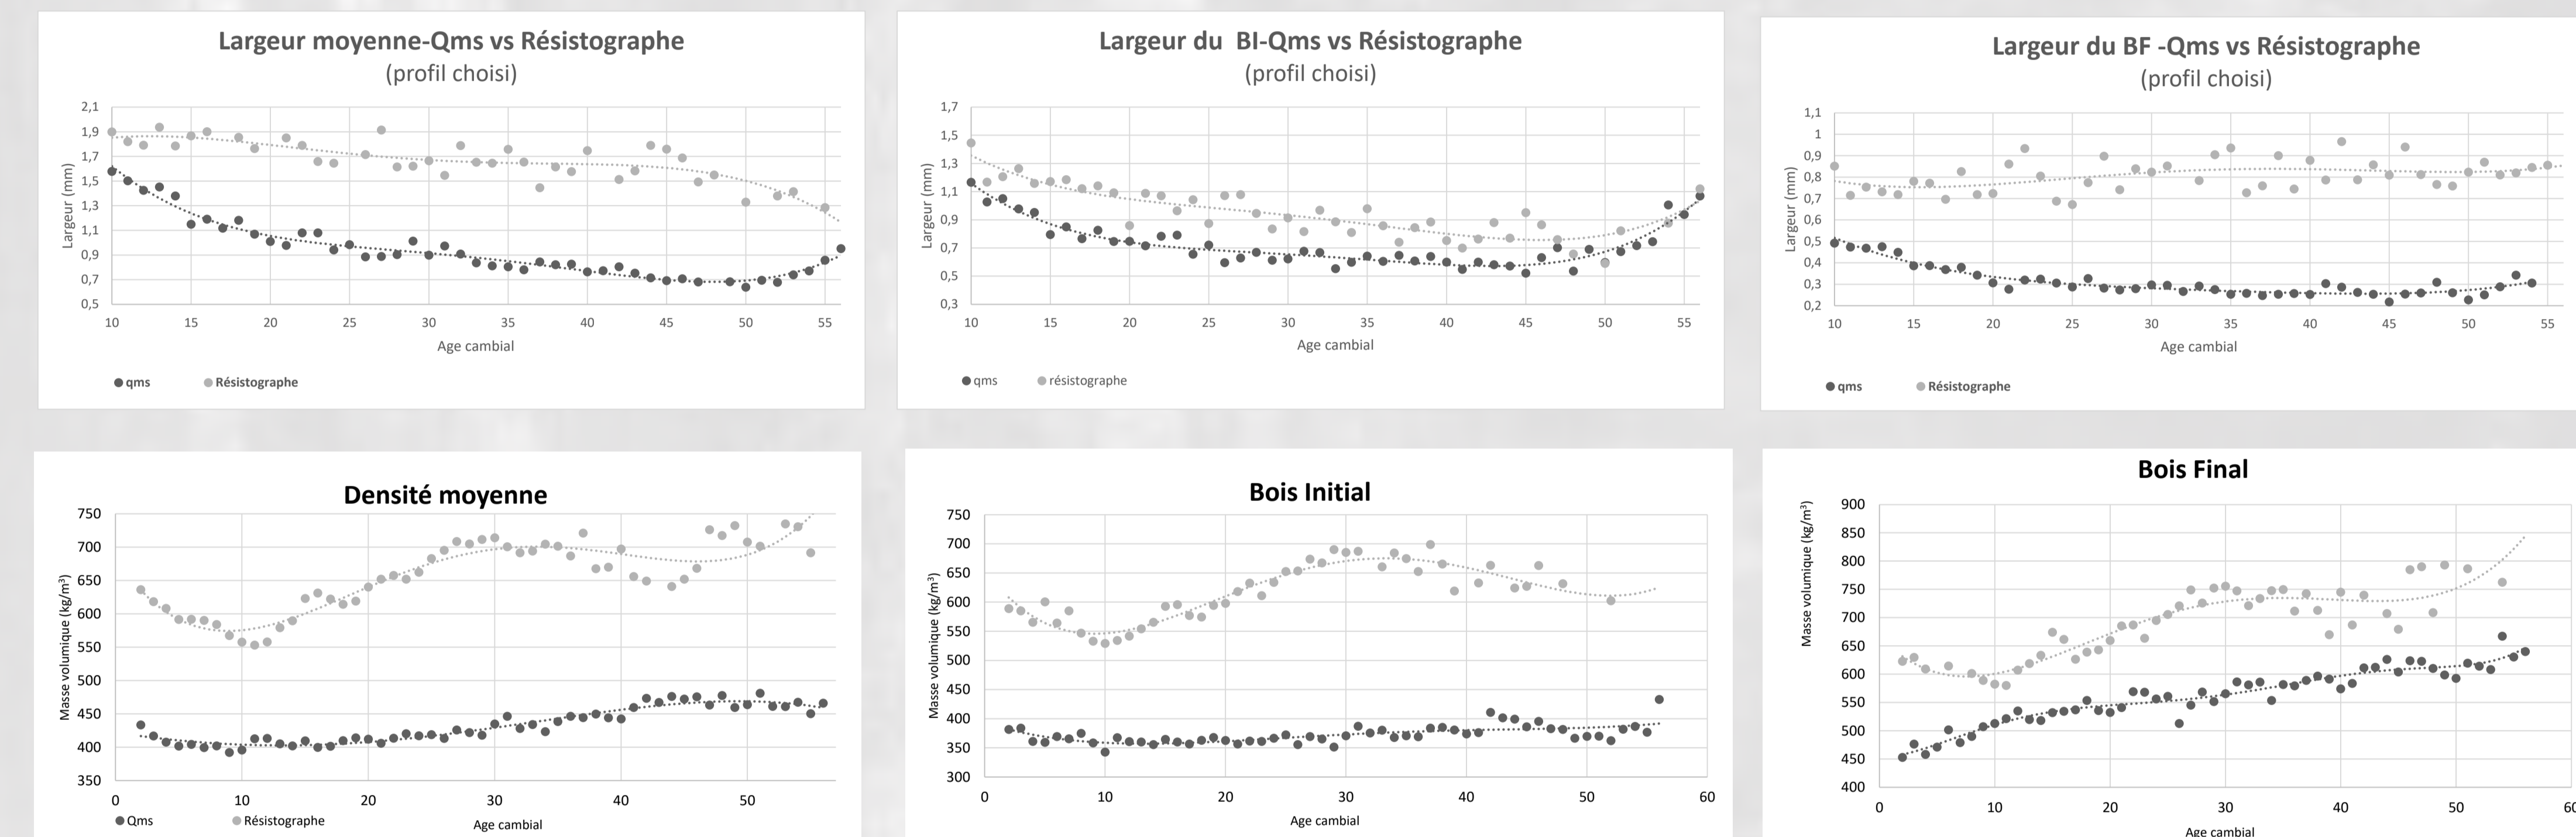 Largeur moyenne-Qms vs Résistographe
(profil choisi)
2,1
1,9
1,7
1,5
1,3
1,1
0,9
0,7
0,5
Largeur (mm)
10 15 20 25 30 35 40 45 50 55
Age cambial
qms Résistographe
Largeur du BI-Qms vs Résistographe
(profil choisi)
1,7
1,5
1,3
1,1
0,9
0,7
0,5
0,3
Largeur (mm)
10 15 20 25 30 35 40 45 50 55
Age cambial
qms résistographe
Largeur du BF -Qms vs Résistographe
(profil choisi)
1,1
1
0,9
0,8
0,7
0,6
0,5
0,4
0,3
0,2
Largeur (mm)
10 15 20 25 30 35 40 45 50 55
Age cambial
qms Résistographe
Densité moyenne
750
700
650
600
550
500
450
400
350
Masse volumique (kg/m³)
0 10 20 30 40 50
Qms Résistographe Age cambial
Bois Initial
750
700
650
600
550
500
450
400
350
300
Masse volumique (kg/m³)
0 10 20 30 40 50 60
Age cambial
Bois Final
900
850
800
750
700
650
600
550
500
450
400
Masse volumique (kg/m³)
0 10 20 30 40 50
Age cambial